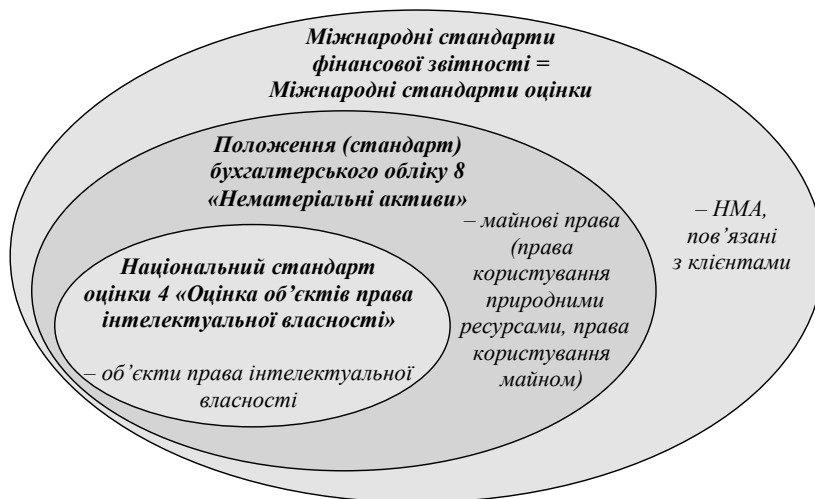 Міжнародні стандарти
фінансової звітності =
Міжнародні стандарти оцінки
Положення (стандарт)
бухгалтерського обліку 8
«Нематеріальні активи»
– НМА,
пов’язані
з клієнтами
– майнові права
(права
користування
природними
ресурсами, права
користування
майном)
Національний стандарт
оцінки 4 «Оцінка об’єктів права
інтелектуальної власності»
– об’єкти права інтелектуальної
власності